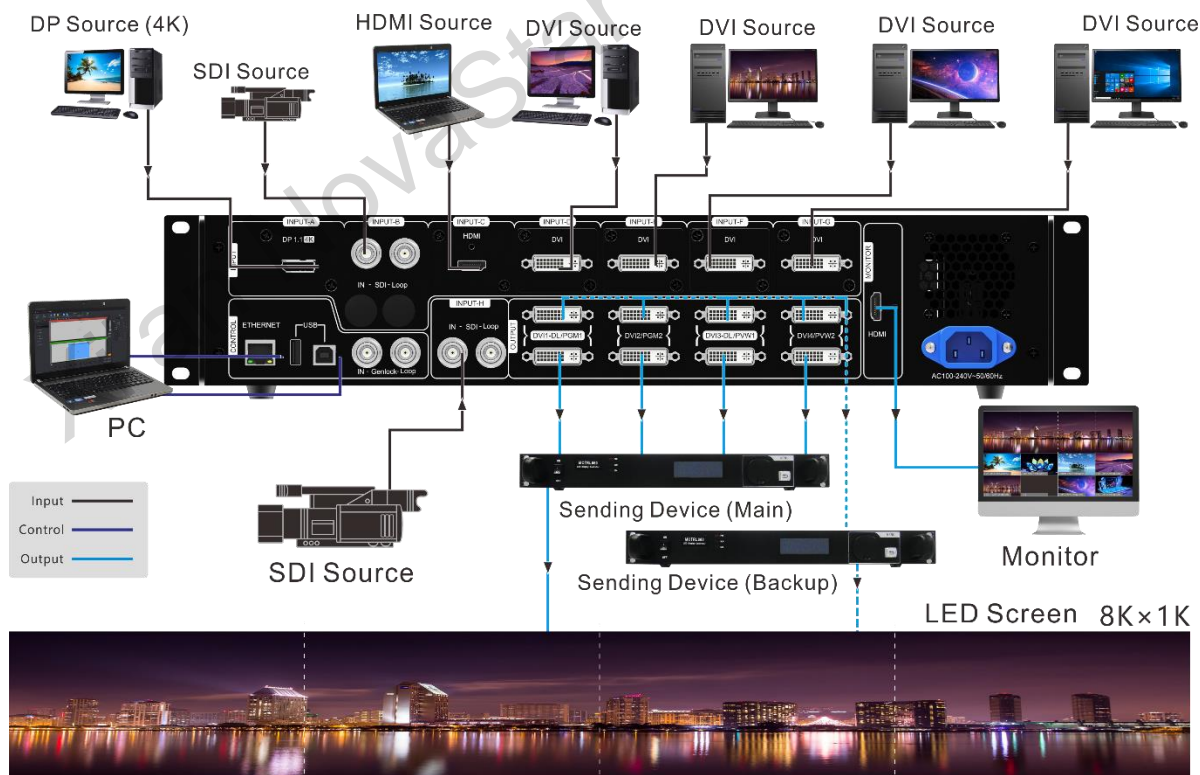 DP Source (4K)
SDI Source
HDMI Source
DVI Source
DVI Source
DVI Source
DVI Source
INPUT-A
INPUT-B
INPUT-C
INPUT-D
INPUT-E
INPUT-F
INPUT-G
INPUT
DP 1.1 4K
IN - SDI - Loop
HDMI
DVI
DVI
DVI
DVI
MONITOR
HDMI
CONTROL
ETHERNET
USB
IN - Genlock - Loop
INPUT-H
IN - SDI - Loop
OUTPUT
DVI1-DL/PGM1
DVI2/PGM2
DVI3-DL/PVW1
DVI4/PVW2
AC100-240V~50/60Hz
PC
Input
Control
Output
SDI Source
Sending Device (Main)
Sending Device (Backup)
Monitor
LED Screen 8K×1K